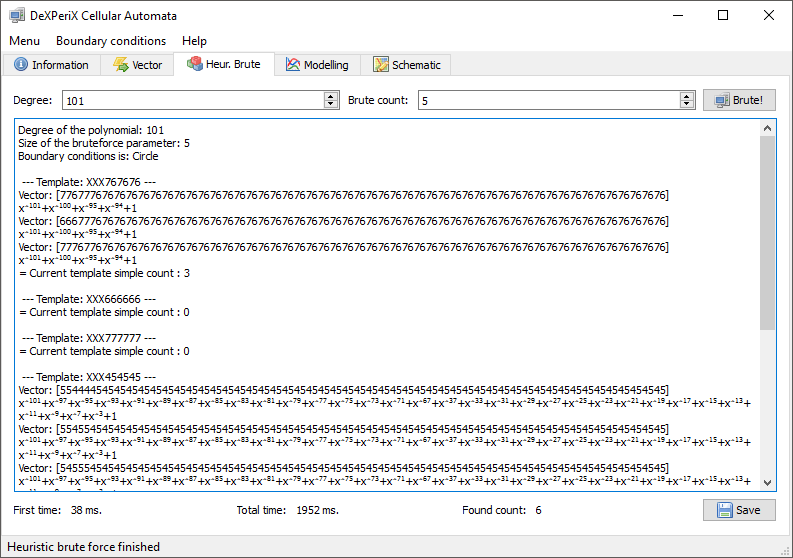 DeXPeriX Cellular Automata
Menu Boundary conditions Help
Information Vector Heur. Brute Modelling Schematic
Degree: 101 Brute count: 5 Brute!
Degree of the polynomial: 101
Size of the bruteforce parameter: 5
Boundary conditions is: Circle
--- Template: XXX767676 ---
Vector: [77677767676767676767676767676767676767676767676767676767676767676767676767676767676767676767676767676]
x^101+x^100+x^95+x^94+1
Vector: [66677767676767676767676767676767676767676767676767676767676767676767676767676767676767676767676767676]
x^101+x^100+x^95+x^94+1
Vector: [77767767676767676767676767676767676767676767676767676767676767676767676767676767676767676767676767676]
x^101+x^100+x^95+x^94+1
= Current template simple count : 3
--- Template: XXX666666 ---
= Current template simple count : 0
--- Template: XXX777777 ---
= Current template simple count : 0
--- Template: XXX454545 ---
Vector: [55444454545454545454545454545454545454545454545454545454545454545454545454545454545454545454545454545]
x^101+x^97+x^95+x^93+x^91+x^89+x^87+x^85+x^83+x^81+x^79+x^77+x^75+x^73+x^71+x^67+x^37+x^33+x^31+x^29+x^27+x^25+x^23+x^21+x^19+x^17+x^15+x^13+
x^11+x^9+x^7+x^3+1
Vector: [55455454545454545454545454545454545454545454545454545454545454545454545454545454545454545454545454545]
x^101+x^97+x^95+x^93+x^91+x^89+x^87+x^85+x^83+x^81+x^79+x^77+x^75+x^73+x^71+x^67+x^37+x^33+x^31+x^29+x^27+x^25+x^23+x^21+x^19+x^17+x^15+x^13+
x^11+x^9+x^7+x^3+1
Vector: [54555454545454545454545454545454545454545454545454545454545454545454545454545454545454545454545454545]
x^101+x^97+x^95+x^93+x^91+x^89+x^87+x^85+x^83+x^81+x^79+x^77+x^75+x^73+x^71+x^67+x^37+x^33+x^31+x^29+x^27+x^25+x^23+x^21+x^19+x^17+x^15+x^13+
First time: 38 ms. Total time: 1952 ms. Found count: 6 Save
Heuristic brute force finished